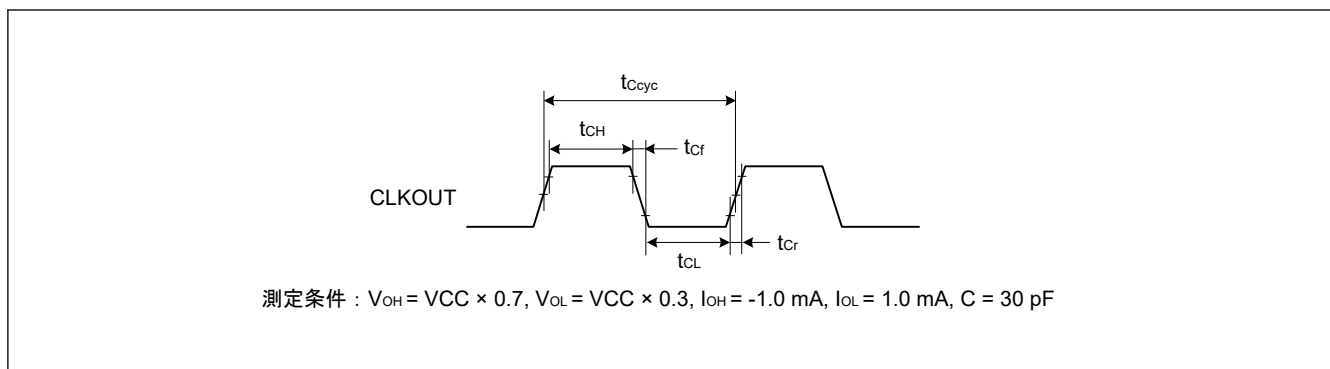 tCcyc
tCH
tCf
CLKOUT
tCr
tCL
測定条件：VOH = VCC × 0.7, VOL = VCC × 0.3, IOH = -1.0 mA, IOL = 1.0 mA, C = 30 pF